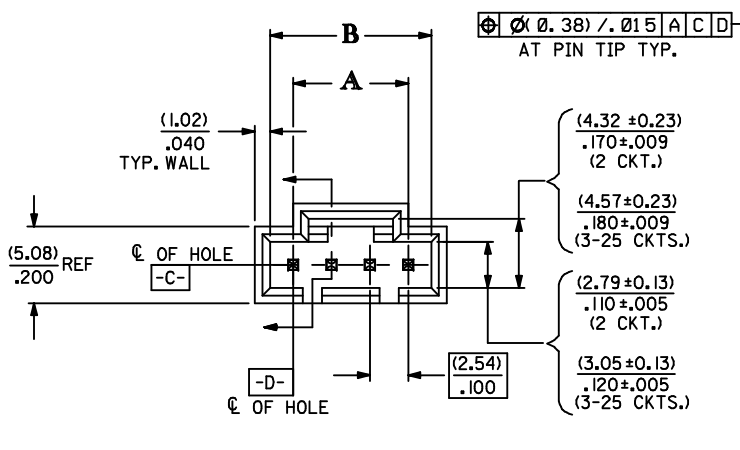 B
⌖ Ø(0.38)/.015 A C D
AT PIN TIP TYP.
A
(1.02)
.040
TYP. WALL
(4.32 ±0.23)
.170±.009
(2 CKT.)
(4.57±0.23)
.180±.009
(3-25 CKTS.)
(5.08)
.200 REF
℄ OF HOLE
-C-
(2.79±0.13)
.110±.005
(2 CKT.)
(3.05±0.13)
.120±.005
(3-25 CKTS.)
(2.54)
.100
-D-
℄ OF HOLE